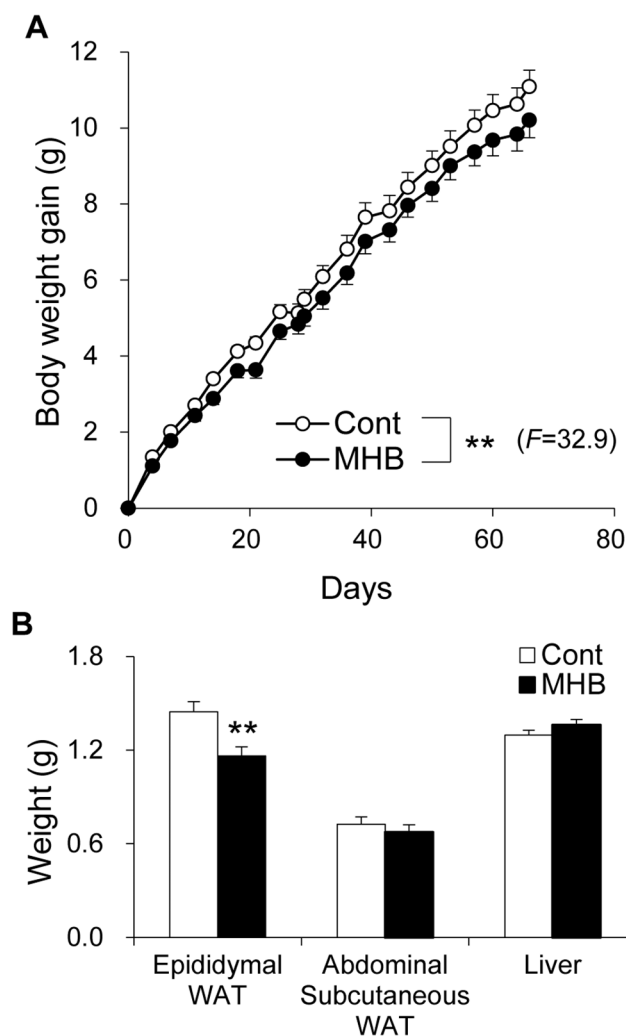 A
Body weight gain (g)
12
10
8
6
4
2
0
Cont
MHB
** (F=32.9)
0 20 40 60 80
Days
B
Weight (g)
1.8
1.2
0.6
0.0
Cont
MHB
**
Epididymal
WAT
Abdominal
Subcutaneous
WAT
Liver